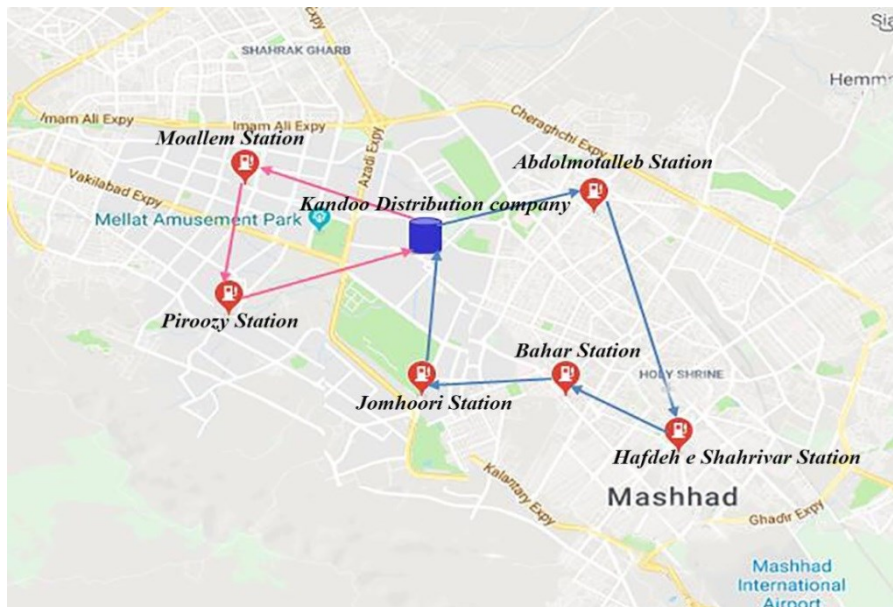 Sia
SHAHRAK GHARB
Hemm
Imam Ali Expy
Imam Ali Expy
Cheraghchi Expy
Moallem Station
Azadi Expy
Abdolmotalleb Station
Vakilabad Expy
Kandoo Distribution company
Mellat Amusement Park
Piroozy Station
Bahar Station
HOLY SHRINE
Jomhoori Station
Hafdeh e Shahrivar Station
Kalantary Expy
Mashhad
Ghadir Expy
Mashhad
International
Airport